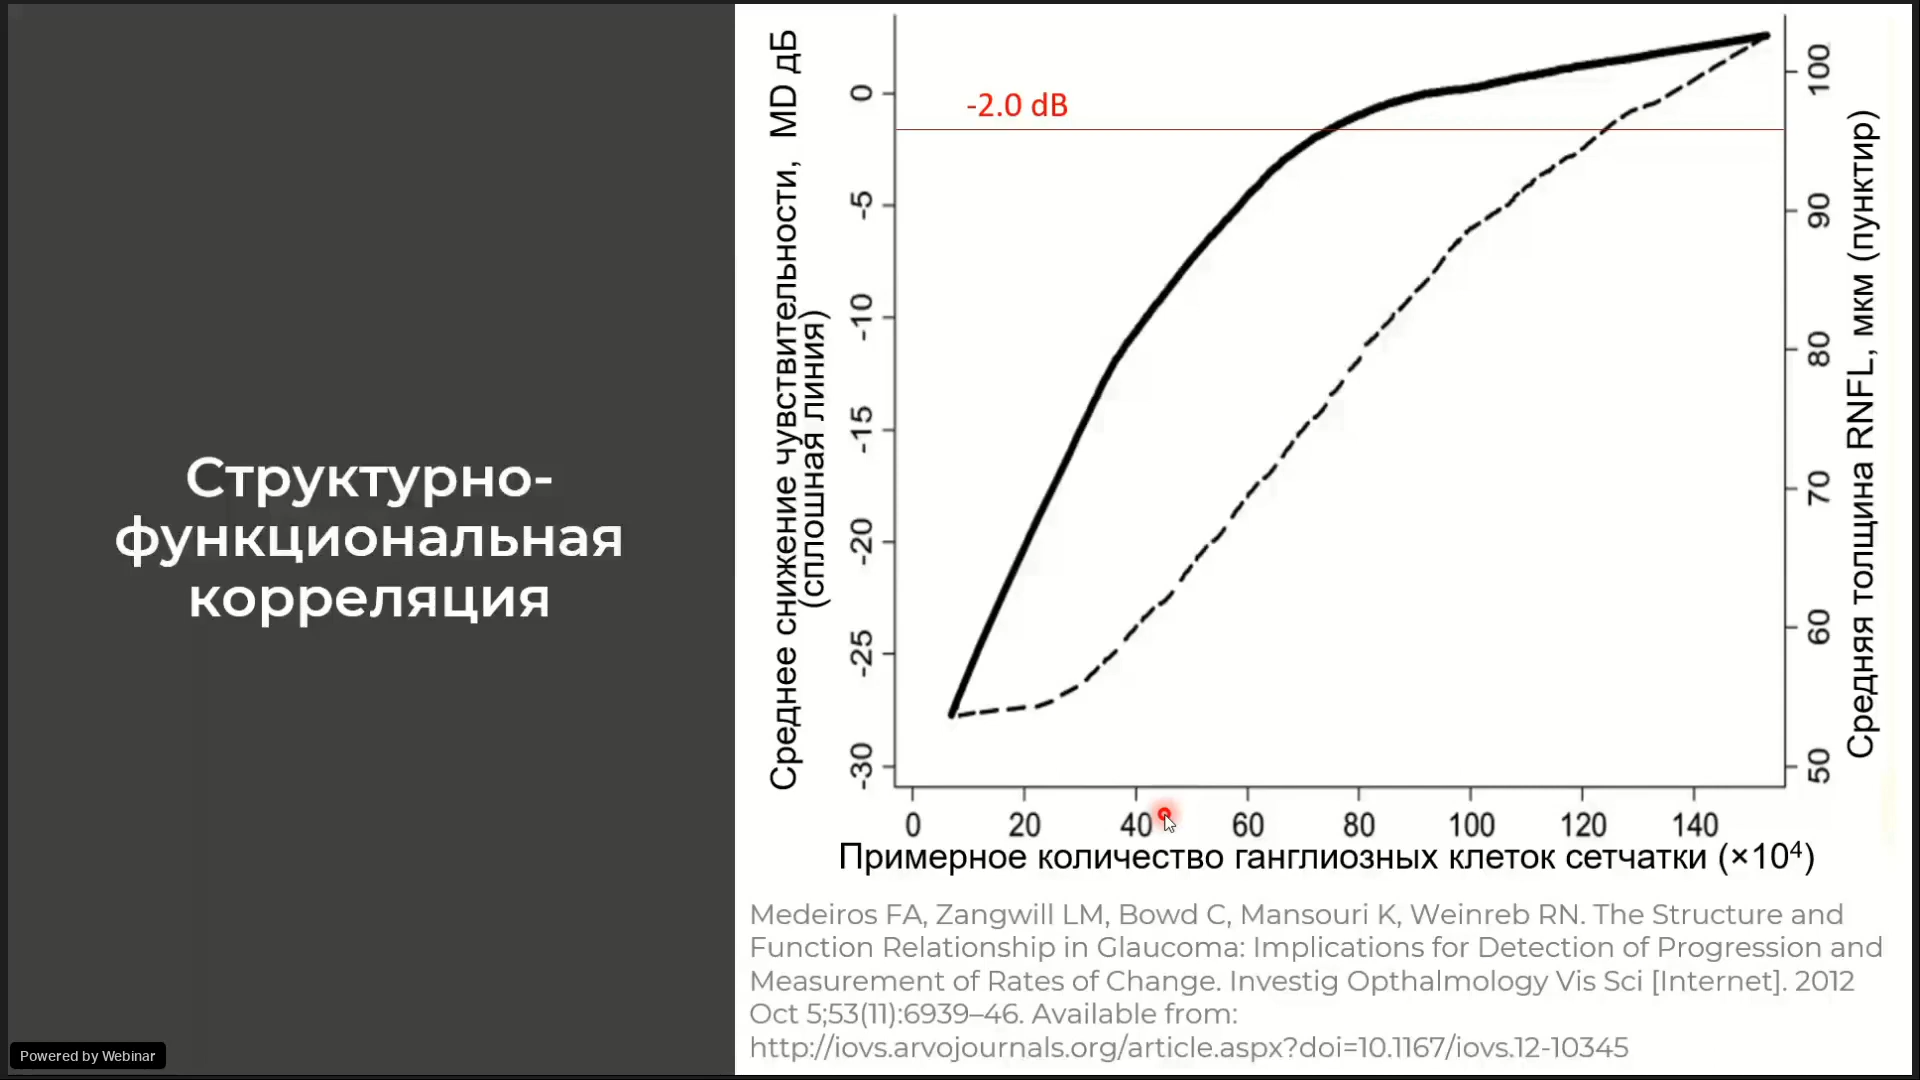 Структурно-
функциональная
корреляция
Среднее снижение чувствительности, MD дБ
(сплошная линия)
0
-5
-10
-15
-20
-25
-30
-2.0 dB
100
90
80
70
60
50
Средняя толщина RNFL, мкм (пунктир)
0 20 40 60 80 100 120 140
Примерное количество ганглиозных клеток сетчатки (×10⁴)
Medeiros FA, Zangwill LM, Bowd C, Mansouri K, Weinreb RN. The Structure and
Function Relationship in Glaucoma: Implications for Detection of Progression and
Measurement of Rates of Change. Investig Opthalmology Vis Sci [Internet]. 2012
Oct 5;53(11):6939–46. Available from:
http://iovs.arvojournals.org/article.aspx?doi=10.1167/iovs.12-10345
Powered by Webinar